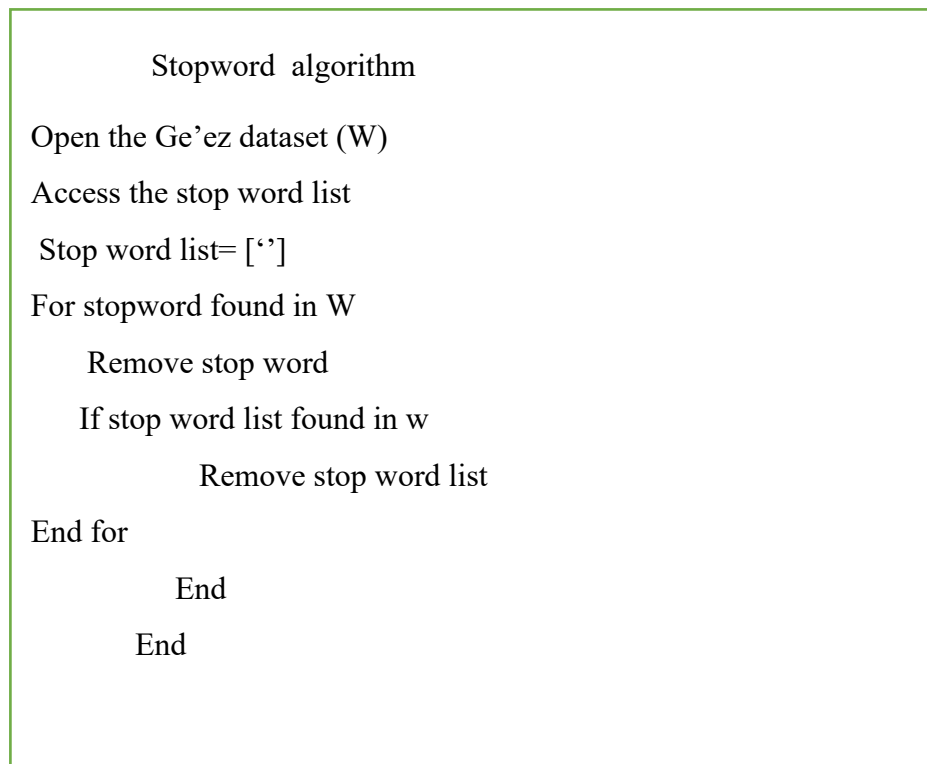 Stopword algorithm
Open the Ge’ez dataset (W)
Access the stop word list
Stop word list= [‘’]
For stopword found in W
Remove stop word
If stop word list found in w
Remove stop word list
End for
End
End